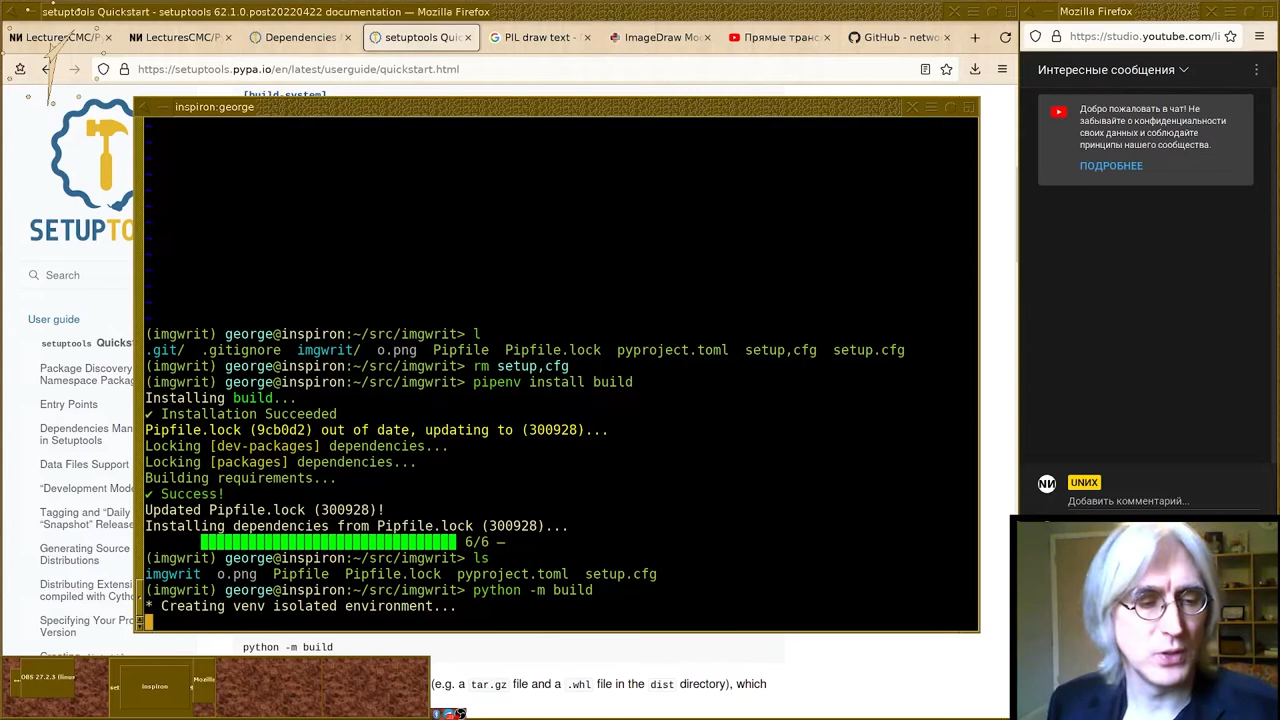 setuptools Quickstart - setuptools 62.1.0.post20220422 documentation — Mozilla Firefox
Mozilla Firefox
LecturesCMC/P
LecturesCMC/P
Dependencies
setuptools Quic
PIL draw text -
ImageDraw Mo
Прямые транс
GitHub - netwo
https://setuptools.pypa.io/en/latest/userguide/quickstart.html
https://studio.youtube.com/li
Интересные сообщения
[build-system]
inspiron:george
Добро пожаловать в чат! Не
забывайте о конфиденциальности
своих данных и соблюдайте
принципы нашего сообщества.
ПОДРОБНЕЕ
SETUPTO
Search
User guide
setuptools Quicks
Package Discovery
Namespace Packag
Entry Points
Dependencies Man
in Setuptools
Data Files Support
“Development Mode
Tagging and “Daily
“Snapshot” Release
Generating Source
Distributions
Distributing Extensi
compiled with Cytho
Specifying Your Pro
Version
(imgwrit) george@inspiron:~/src/imgwrit> l
.git/ .gitignore imgwrit/ o.png Pipfile Pipfile.lock pyproject.toml setup,cfg setup.cfg
(imgwrit) george@inspiron:~/src/imgwrit> rm setup,cfg
(imgwrit) george@inspiron:~/src/imgwrit> pipenv install build
Installing build...
✔ Installation Succeeded
Pipfile.lock (9cb0d2) out of date, updating to (300928)...
Locking [dev-packages] dependencies...
Locking [packages] dependencies...
Building requirements...
✔ Success!
Updated Pipfile.lock (300928)!
Installing dependencies from Pipfile.lock (300928)...
6/6 —
(imgwrit) george@inspiron:~/src/imgwrit> ls
imgwrit o.png Pipfile Pipfile.lock pyproject.toml setup.cfg
(imgwrit) george@inspiron:~/src/imgwrit> python -m build
* Creating venv isolated environment...
UNИX
Добавить комментарий...
python -m build
(e.g. a tar.gz file and a .whl file in the dist directory), which
OBS 27.2.3 (linux
inspiron
Mozilla